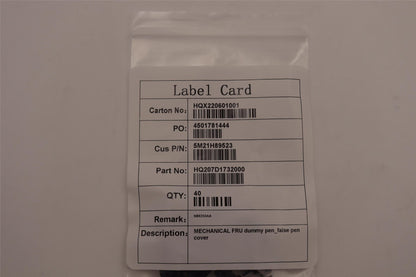 Label Card
Carton No: HQX220601001
PO: 4501781444
Cus P/N: 5M21H89523
Part No: HQ207D1732000
QTY: 40
Remark:
Description: MECHANICAL FRU dummy pen_false pen
cover